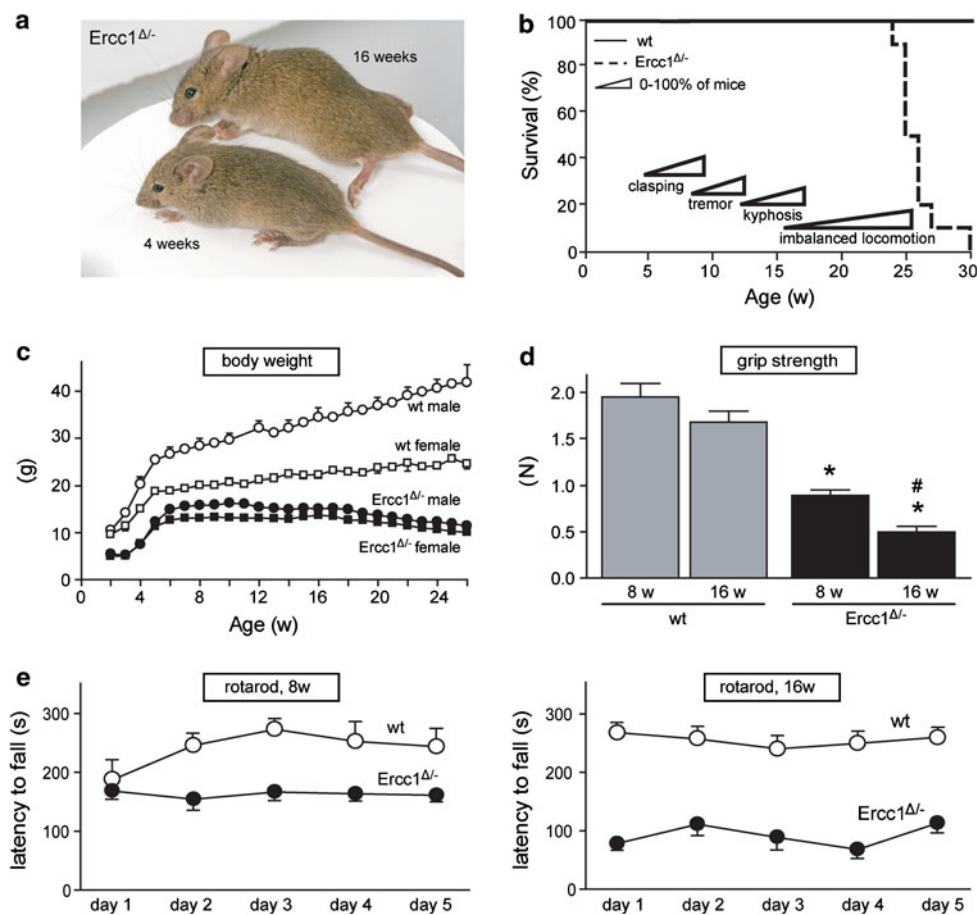 a
Ercc1Δ/-
16 weeks
4 weeks
b
Survival (%)
100
80
60
40
20
0
wt
Ercc1Δ/-
0-100% of mice
clasping
tremor
kyphosis
imbalanced locomotion
0 5 10 15 20 25 30
Age (w)
c
body weight
(g)
40
30
20
10
0
wt male
wt female
Ercc1Δ/- male
Ercc1Δ/- female
0 4 8 12 16 20 24
Age (w)
d
grip strength
(N)
2.0
1.5
1.0
0.5
0.0
*
#
*
8 w 16 w 8 w 16 w
wt Ercc1Δ/-
e
rotarod, 8w
latency to fall (s)
300
200
100
0
wt
Ercc1Δ/-
day 1 day 2 day 3 day 4 day 5
rotarod, 16w
latency to fall (s)
300
200
100
0
wt
Ercc1Δ/-
day 1 day 2 day 3 day 4 day 5